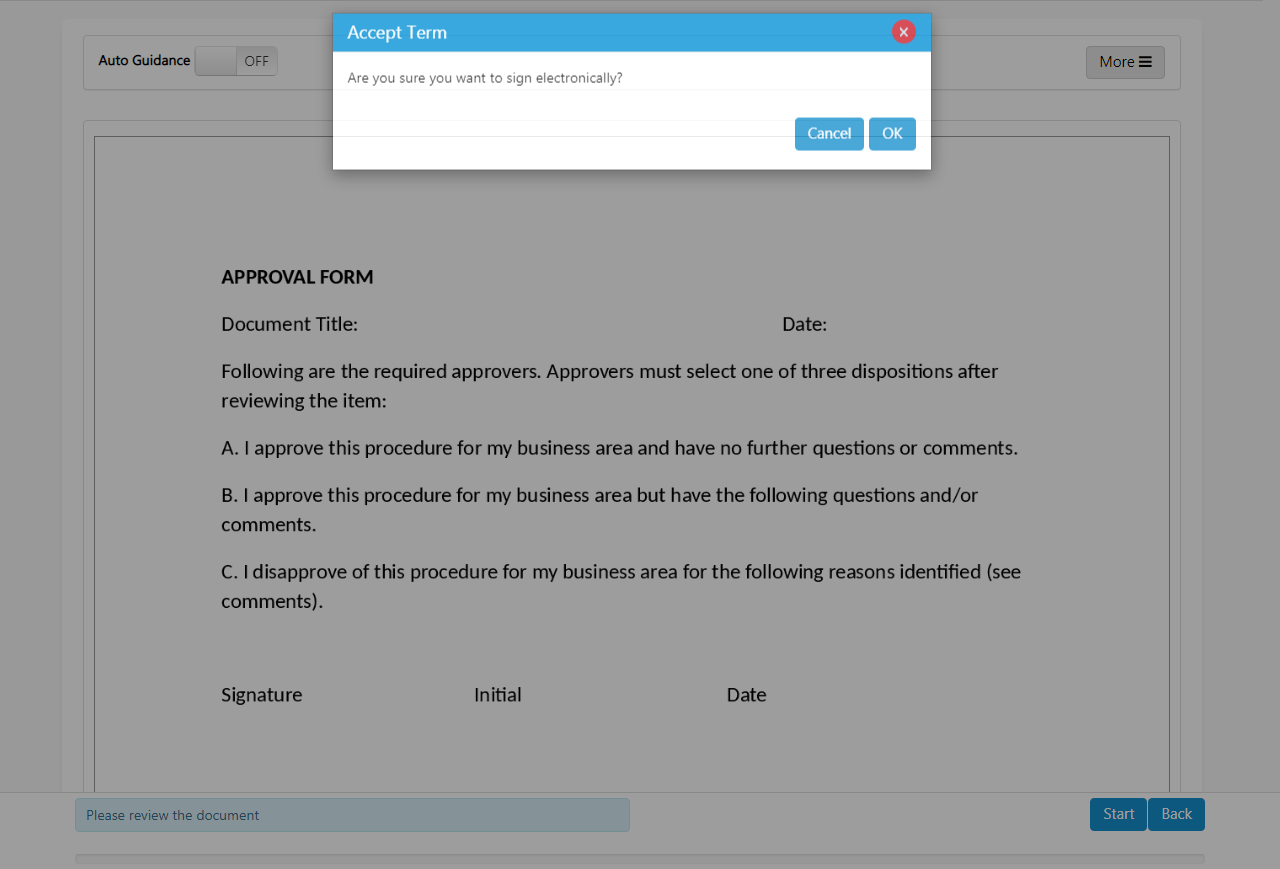 Accept Term
Are you sure you want to sign electronically?
Cancel OK
Auto Guidance OFF
More
APPROVAL FORM
Document Title: Date:
Following are the required approvers. Approvers must select one of three dispositions after
reviewing the item:
A. I approve this procedure for my business area and have no further questions or comments.
B. I approve this procedure for my business area but have the following questions and/or
comments.
C. I disapprove of this procedure for my business area for the following reasons identified (see
comments).
Signature Initial Date
Please review the document
Start Back